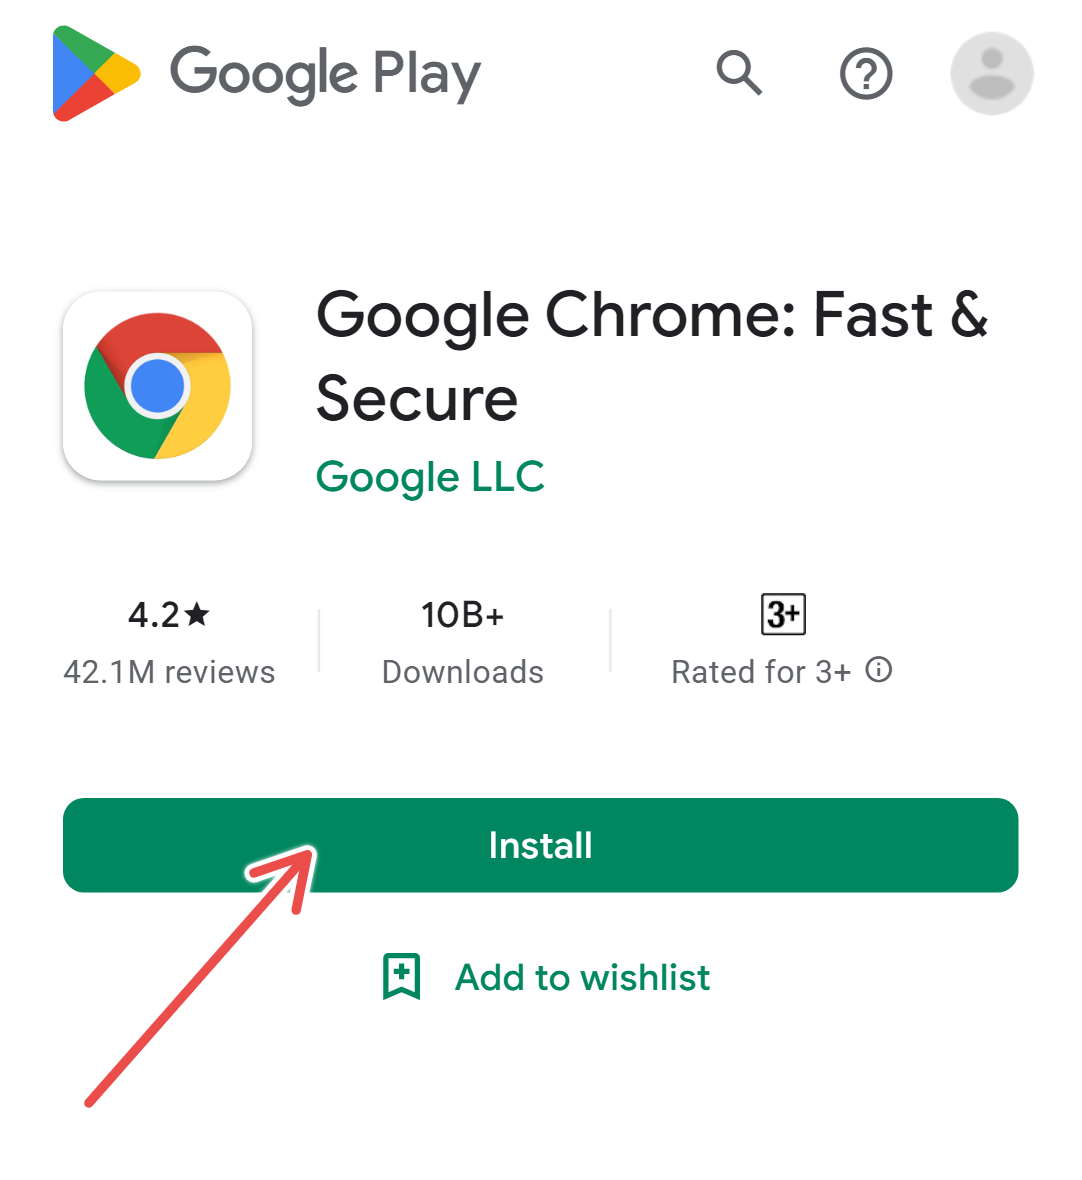 Google Play
Google Chrome: Fast &
Secure
Google LLC
4.2★ 10B+ 3+
42.1M reviews Downloads Rated for 3+
Install
Add to wishlist